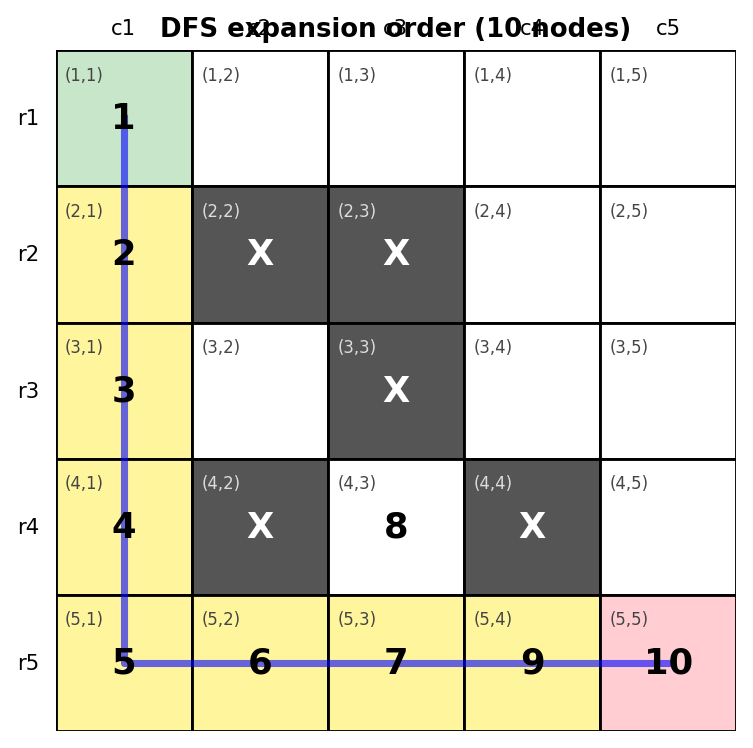 DFS expansion order (10 nodes)
c1 c2 c3 c4 c5
r1 (1,1) 1 (1,2) (1,3) (1,4) (1,5)
r2 (2,1) 2 (2,2) X (2,3) X (2,4) (2,5)
r3 (3,1) 3 (3,2) (3,3) X (3,4) (3,5)
r4 (4,1) 4 (4,2) X (4,3) 8 (4,4) X (4,5)
r5 (5,1) 5 (5,2) 6 (5,3) 7 (5,4) 9 (5,5) 10